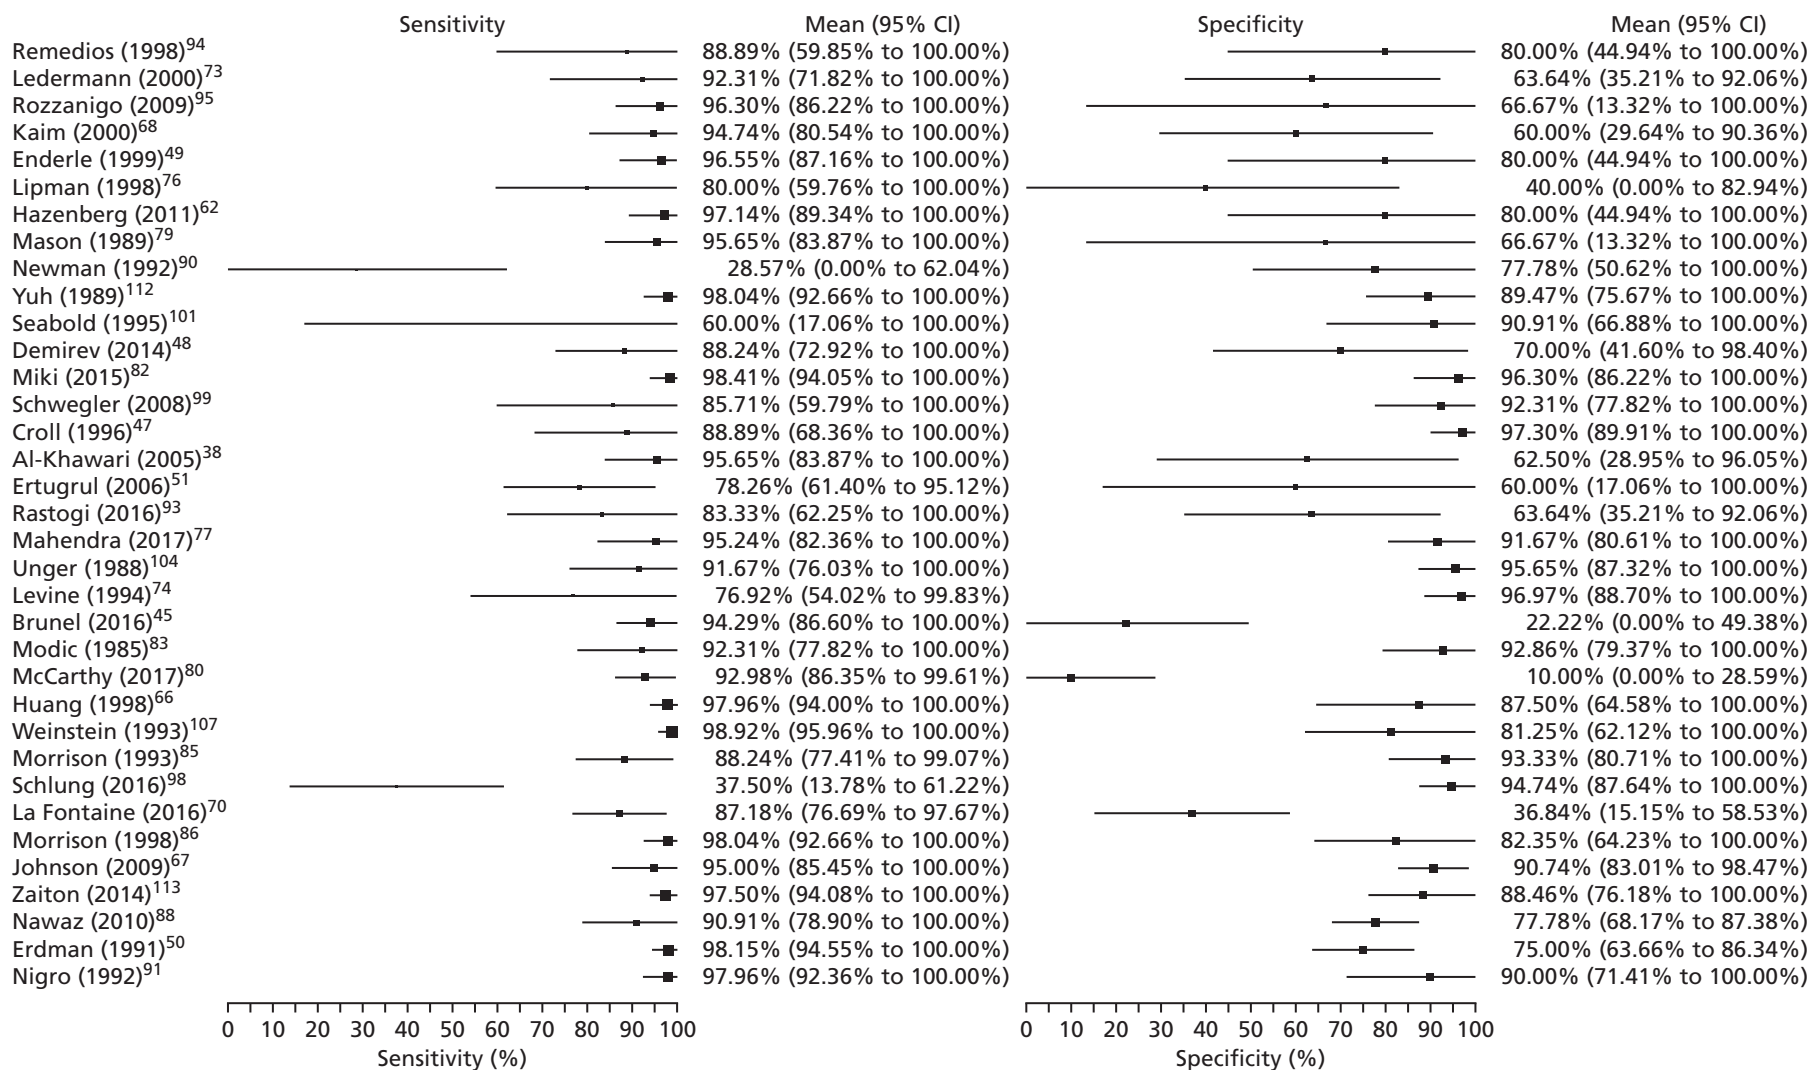 Sensitivity Mean (95% CI) Specificity Mean (95% CI)
Remedios (1998)94 88.89% (59.85% to 100.00%) 80.00% (44.94% to 100.00%)
Ledermann (2000)73 92.31% (71.82% to 100.00%) 63.64% (35.21% to 92.06%)
Rozzanigo (2009)95 96.30% (86.22% to 100.00%) 66.67% (13.32% to 100.00%)
Kaim (2000)68 94.74% (80.54% to 100.00%) 60.00% (29.64% to 90.36%)
Enderle (1999)49 96.55% (87.16% to 100.00%) 80.00% (44.94% to 100.00%)
Lipman (1998)76 80.00% (59.76% to 100.00%) 40.00% (0.00% to 82.94%)
Hazenberg (2011)62 97.14% (89.34% to 100.00%) 80.00% (44.94% to 100.00%)
Mason (1989)79 95.65% (83.87% to 100.00%) 66.67% (13.32% to 100.00%)
Newman (1992)90 28.57% (0.00% to 62.04%) 77.78% (50.62% to 100.00%)
Yuh (1989)112 98.04% (92.66% to 100.00%) 89.47% (75.67% to 100.00%)
Seabold (1995)101 60.00% (17.06% to 100.00%) 90.91% (66.88% to 100.00%)
Demirev (2014)48 88.24% (72.92% to 100.00%) 70.00% (41.60% to 98.40%)
Miki (2015)82 98.41% (94.05% to 100.00%) 96.30% (86.22% to 100.00%)
Schwegler (2008)99 85.71% (59.79% to 100.00%) 92.31% (77.82% to 100.00%)
Croll (1996)47 88.89% (68.36% to 100.00%) 97.30% (89.91% to 100.00%)
Al-Khawari (2005)38 95.65% (83.87% to 100.00%) 62.50% (28.95% to 96.05%)
Ertugrul (2006)51 78.26% (61.40% to 95.12%) 60.00% (17.06% to 100.00%)
Rastogi (2016)93 83.33% (62.25% to 100.00%) 63.64% (35.21% to 92.06%)
Mahendra (2017)77 95.24% (82.36% to 100.00%) 91.67% (80.61% to 100.00%)
Unger (1988)104 91.67% (76.03% to 100.00%) 95.65% (87.32% to 100.00%)
Levine (1994)74 76.92% (54.02% to 99.83%) 96.97% (88.70% to 100.00%)
Brunel (2016)45 94.29% (86.60% to 100.00%) 22.22% (0.00% to 49.38%)
Modic (1985)83 92.31% (77.82% to 100.00%) 92.86% (79.37% to 100.00%)
McCarthy (2017)80 92.98% (86.35% to 99.61%) 10.00% (0.00% to 28.59%)
Huang (1998)66 97.96% (94.00% to 100.00%) 87.50% (64.58% to 100.00%)
Weinstein (1993)107 98.92% (95.96% to 100.00%) 81.25% (62.12% to 100.00%)
Morrison (1993)85 88.24% (77.41% to 99.07%) 93.33% (80.71% to 100.00%)
Schlung (2016)98 37.50% (13.78% to 61.22%) 94.74% (87.64% to 100.00%)
La Fontaine (2016)70 87.18% (76.69% to 97.67%) 36.84% (15.15% to 58.53%)
Morrison (1998)86 98.04% (92.66% to 100.00%) 82.35% (64.23% to 100.00%)
Johnson (2009)67 95.00% (85.45% to 100.00%) 90.74% (83.01% to 98.47%)
Zaiton (2014)113 97.50% (94.08% to 100.00%) 88.46% (76.18% to 100.00%)
Nawaz (2010)88 90.91% (78.90% to 100.00%) 77.78% (68.17% to 87.38%)
Erdman (1991)50 98.15% (94.55% to 100.00%) 75.00% (63.66% to 86.34%)
Nigro (1992)91 97.96% (92.36% to 100.00%) 90.00% (71.41% to 100.00%)
0 10 20 30 40 50 60 70 80 90 100 0 10 20 30 40 50 60 70 80 90 100
Sensitivity (%) Specificity (%)